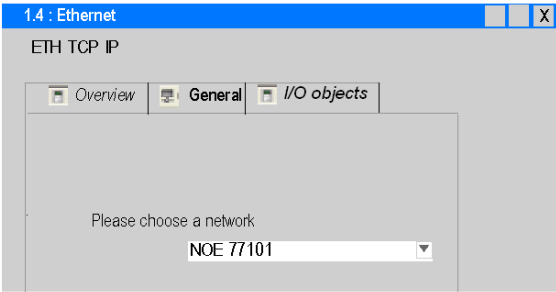 1.4 : Ethernet X
ETH TCP IP
Overview General I/O objects
Please choose a network
NOE 77101